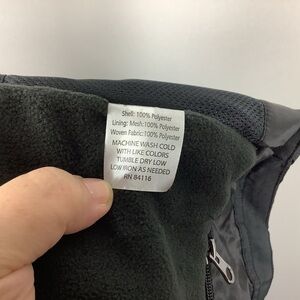 Shell: 100% Polyester
Lining: Mesh:100% Polyester
Woven Fabric:100% Polyester
MACHINE WASH COLD
WITH LIKE COLORS
TUMBLE DRY LOW
LOW IRON AS NEEDED
RN 84116